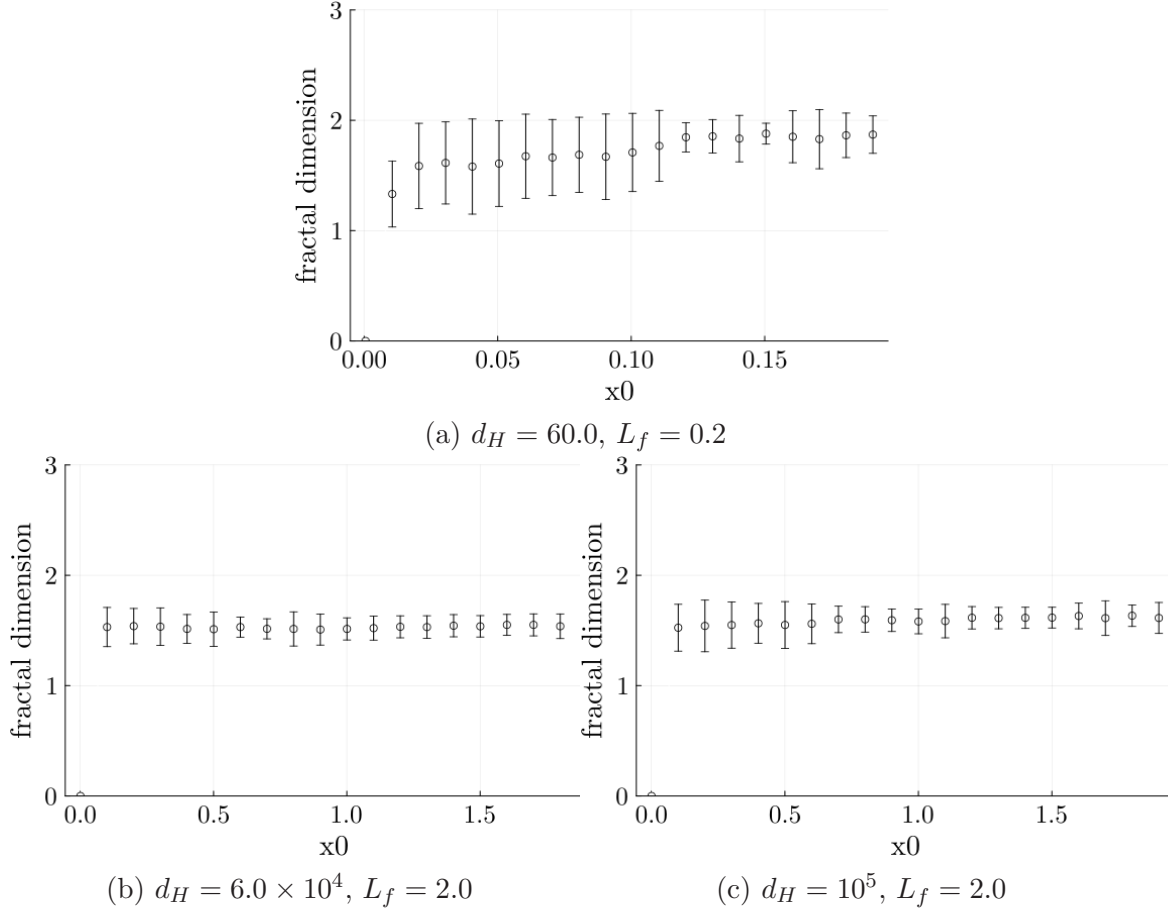 3
2
1
0
fractal dimension
0.00 0.05 0.10 0.15
x0
(a) $d_H = 60.0$, $L_f = 0.2$
3
2
1
0
fractal dimension
0.0 0.5 1.0 1.5
x0
(b) $d_H = 6.0 \times 10^4$, $L_f = 2.0$
3
2
1
0
fractal dimension
0.0 0.5 1.0 1.5
x0
(c) $d_H = 10^5$, $L_f = 2.0$